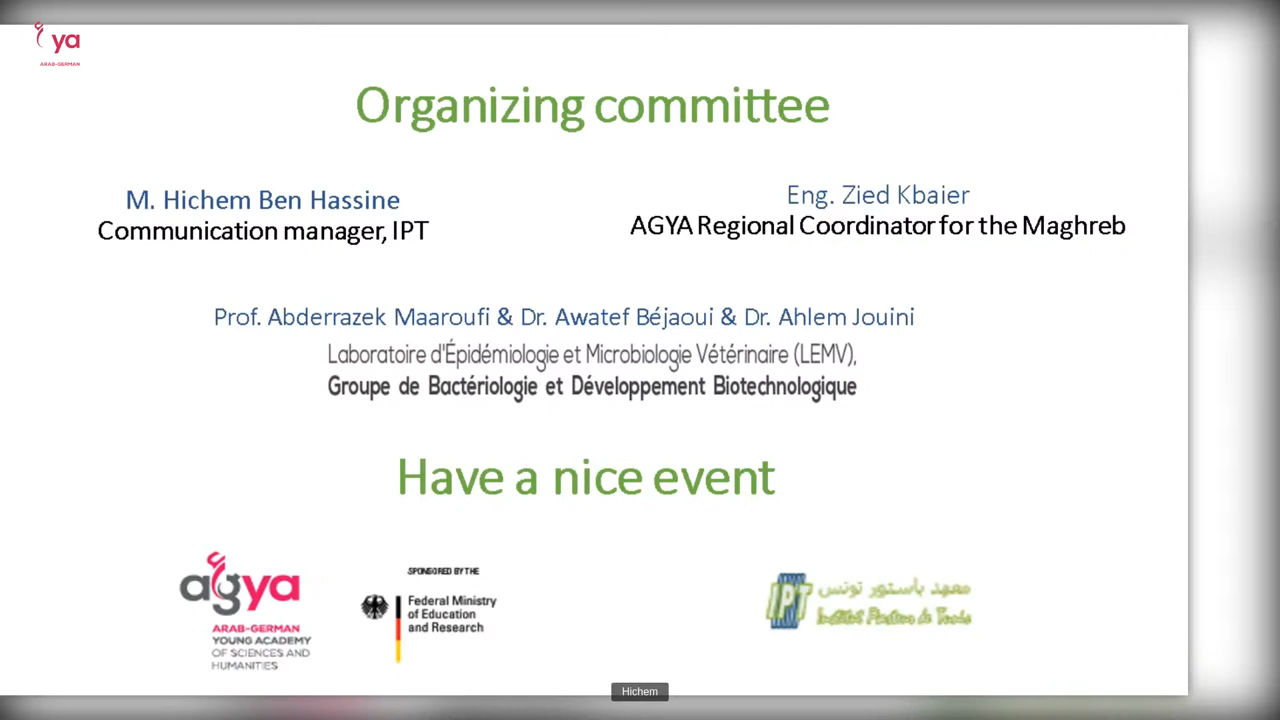 ya
ARAB-GERMAN
Organizing committee
M. Hichem Ben Hassine
Communication manager, IPT
Eng. Zied Kbaier
AGYA Regional Coordinator for the Maghreb
Prof. Abderrazek Maaroufi & Dr. Awatef Béjaoui & Dr. Ahlem Jouini
Laboratoire d'Épidémiologie et Microbiologie Vétérinaire (LEMV),
Groupe de Bactériologie et Développement Biotechnologique
Have a nice event
agya
ARAB-GERMAN
YOUNG ACADEMY
OF SCIENCES AND
HUMANITIES
SPONSORED BY THE
Federal Ministry
of Education
and Research
IPT
معهد باستور تونس
Institut Pasteur de Tunis
Hichem